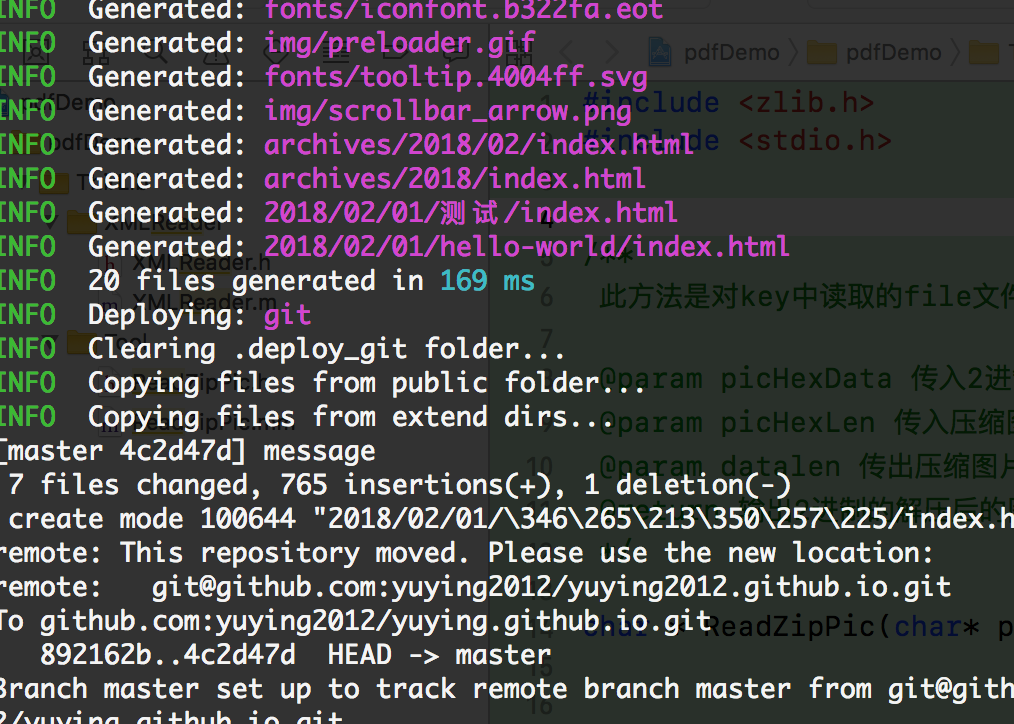 INFO  Generated: fonts/iconfont.b322fa.eot
INFO  Generated: img/preloader.gif
INFO  Generated: fonts/tooltip.4004ff.svg
INFO  Generated: img/scrollbar_arrow.png
INFO  Generated: archives/2018/02/index.html
INFO  Generated: archives/2018/index.html
INFO  Generated: 2018/02/01/测试/index.html
INFO  Generated: 2018/02/01/hello-world/index.html
INFO  20 files generated in 169 ms
INFO  Deploying: git
INFO  Clearing .deploy_git folder...
INFO  Copying files from public folder...
INFO  Copying files from extend dirs...
[master 4c2d47d] message
7 files changed, 765 insertions(+), 1 deletion(-)
create mode 100644 "2018/02/01/\346\265\213\350\257\225/index.h
remote: This repository moved. Please use the new location:
remote:   git@github.com:yuying2012/yuying2012.github.io.git
To github.com:yuying2012/yuying.github.io.git
892162b..4c2d47d  HEAD -> master
Branch master set up to track remote branch master from git@gith
2/yuying.github.io.git
pdfDemo
pdfDemo
XMLReader
XMLReader.h
XMLReader.m
Tool
pdfDemo
pdfDemo
#include <zlib.h>
#include <stdio.h>
/**
6
此方法是对key中读取的file文件
7
@param picHexData 传入2进
@param picHexLen 传入压缩
10
@param datalen 传出压缩图片
14
char* ReadZipPic(char* p
15
16